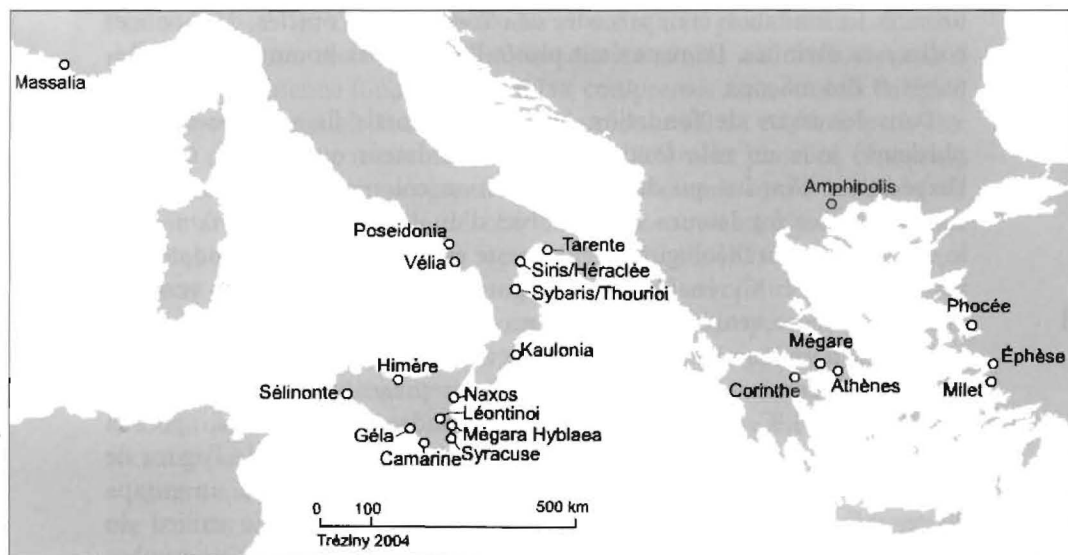 Massalia
Amphipolis
Poseidonia
Tarente
Vélia
Siris/Héraclée
Sybaris/Thourioi
Phocée
Mégare
Kaulonia
Éphèse
Himère
Corinthe
Athènes
Milet
Sélinonte
Naxos
Léontinoi
Géla
Mégara Hyblaea
Camarine
Syracuse
0 100 500 km
Tréziny 2004